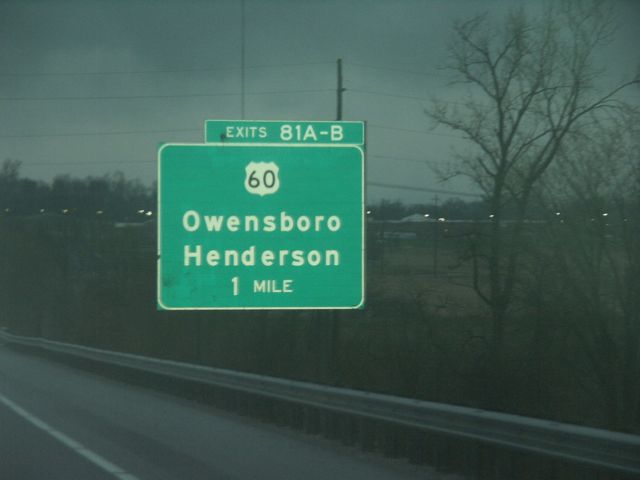 EXITS 81A-B
60
Owensboro
Henderson
1 MILE